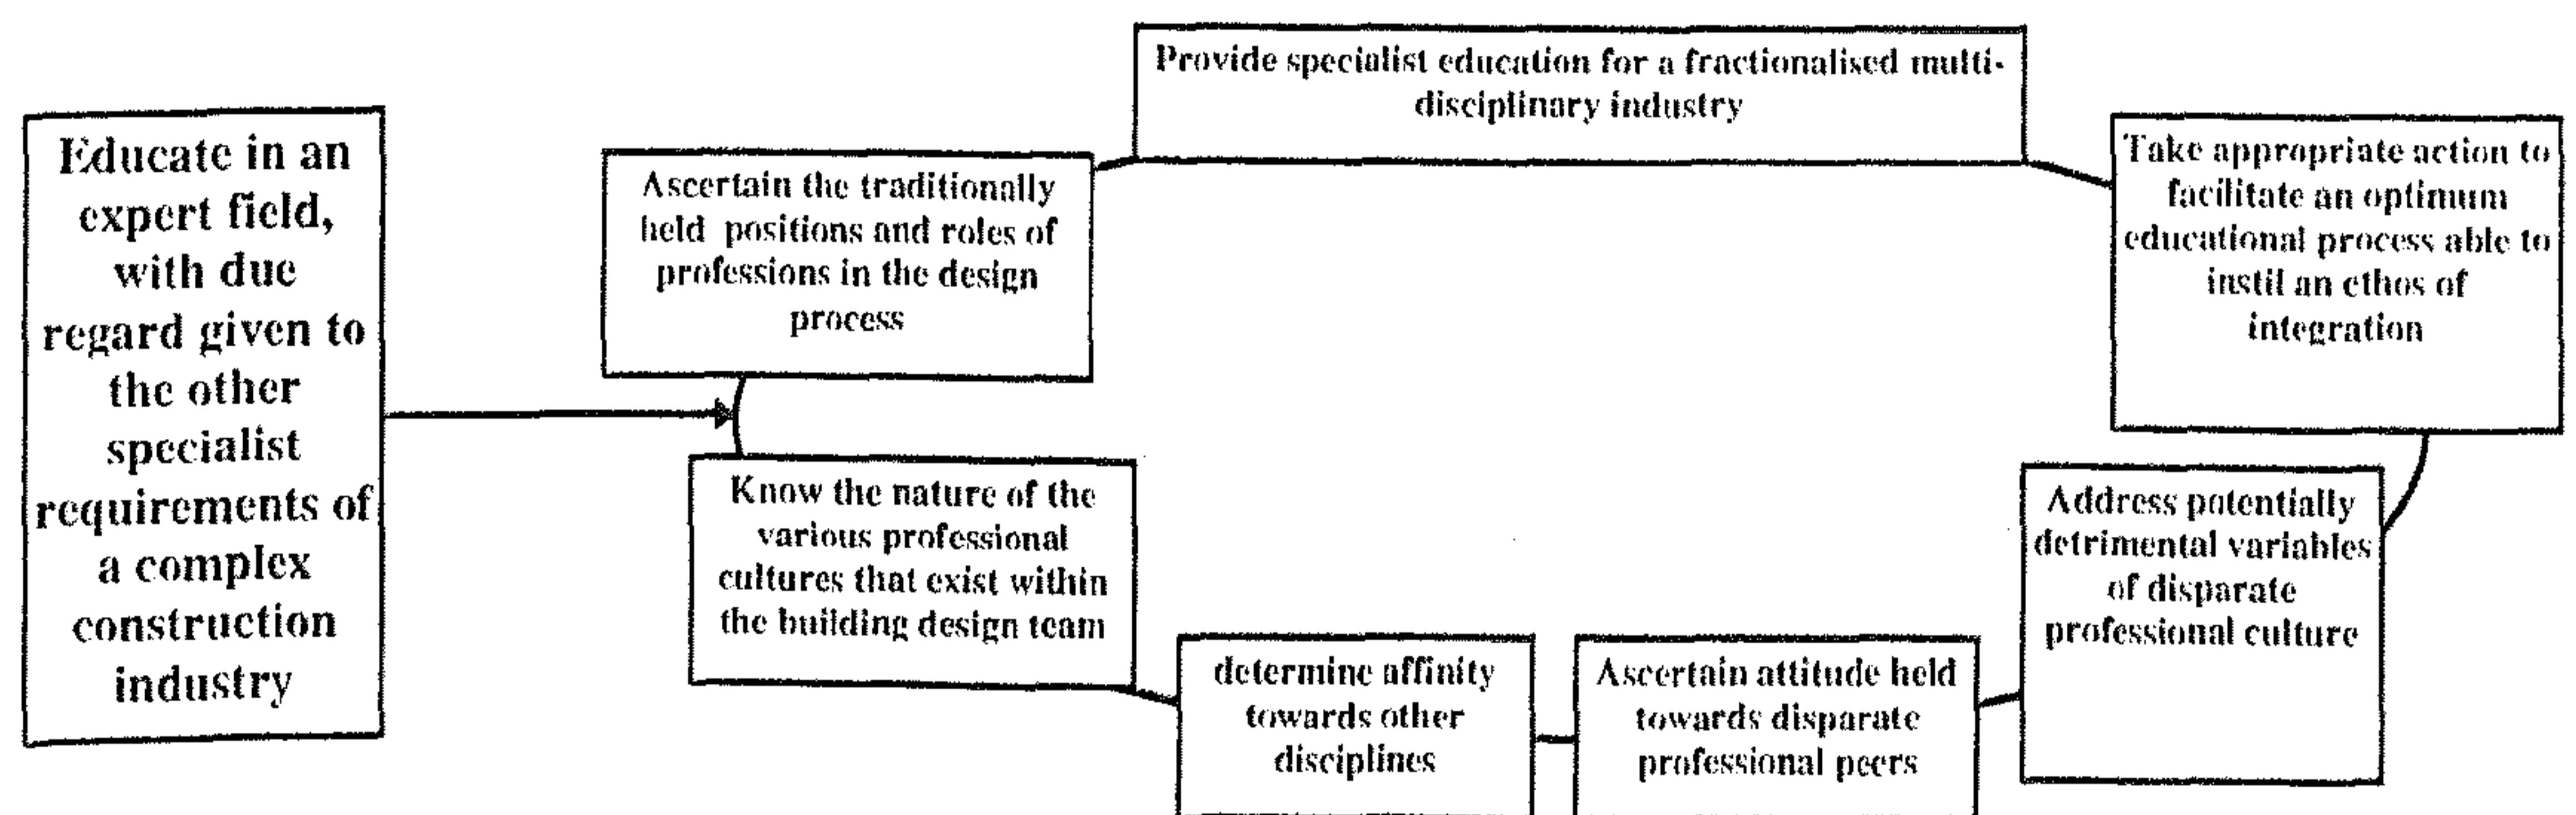 Educate in an
expert field,
with due
regard given to
the other
specialist
requirements of
a complex
construction
industry
Ascertain the traditionally
held positions and roles of
professions in the design
process
Provide specialist education for a fractionalised multi-
disciplinary industry
Take appropriate action to
facilitate an optimum
educational process able to
instil an ethos of
integration
Know the nature of the
various professional
cultures that exist within
the building design team
determine affinity
towards other
disciplines
Ascertain attitude held
towards disparate
professional peers
Address potentially
detrimental variables
of disparate
professional culture